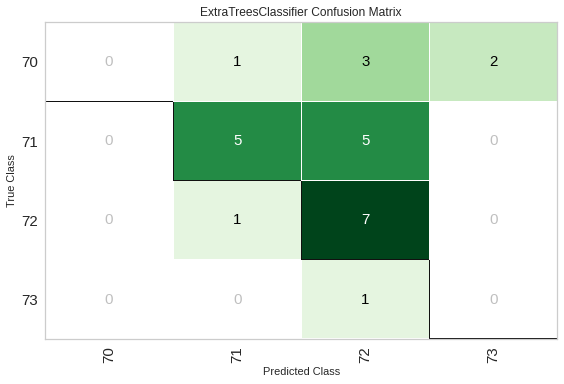 ExtraTreesClassifier Confusion Matrix
True Class
70 0 1 3 2
71 0 5 5 0
72 0 1 7 0
73 0 0 1 0
70 71 72 73
Predicted Class